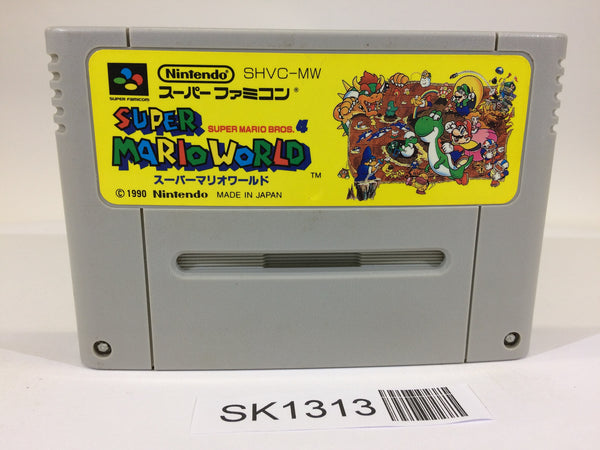 Nintendo SHVC-MW
SUPER FAMICOM
スーパーファミコン®
SUPER
SUPER MARIO BROS. 4
MARIO WORLD
TM
スーパーマリオワールド
© 1990 Nintendo MADE IN JAPAN
SK1313